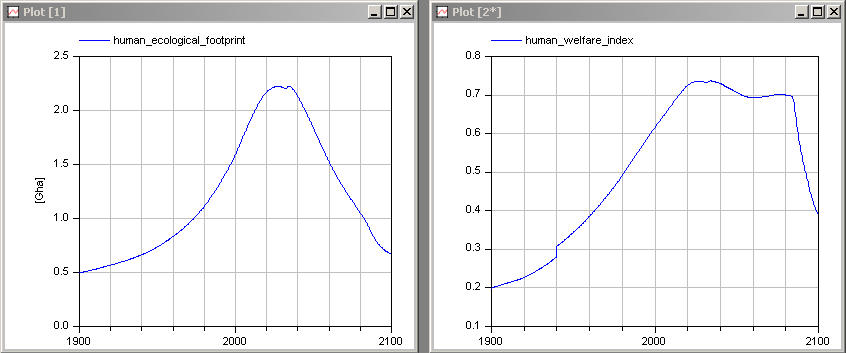 Plot [1]
human_ecological_footprint
2.5
2.0
1.5
[Gha]
1.0
0.5
0.0
1900 2000 2100
Plot [2*]
human_welfare_index
0.8
0.7
0.6
0.5
0.4
0.3
0.2
0.1
1900 2000 2100